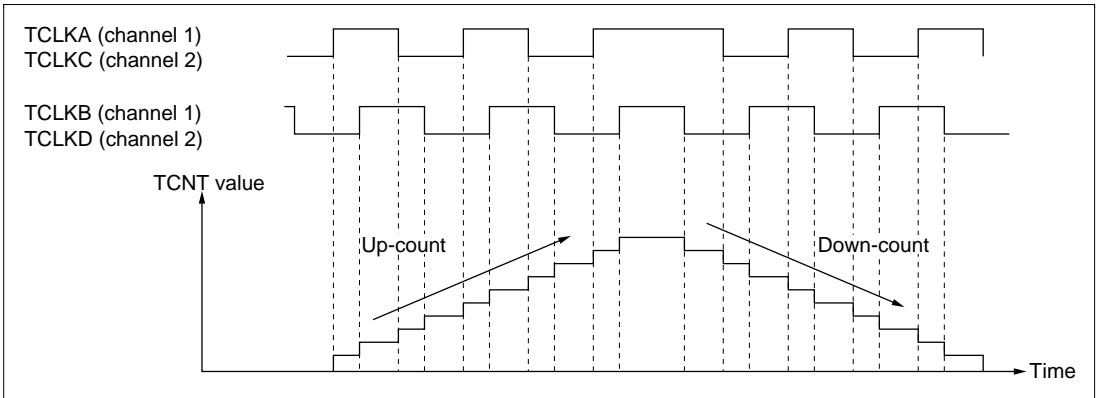 TCLKA (channel 1)
TCLKC (channel 2)
TCLKB (channel 1)
TCLKD (channel 2)
TCNT value
Up-count
Down-count
Time